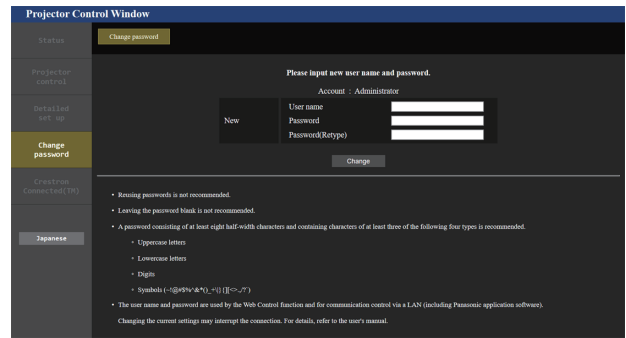 Projector Control Window
Status
Change password
Projector
control
Detailed
set up
Change
password
Crestron
Connected(TM)
Japanese
Please input new user name and password.
Account : Administrator
New
User name
Password
Password(Retype)
Change
• Reusing passwords is not recommended.
• Leaving the password blank is not recommended.
• A password consisting of at least eight half-width characters and containing characters of at least three of the following four types is recommended.
Uppercase letters
Lowercase letters
Digits
Symbols
• The user name and password are used by the Web Control function and for communication control via a LAN (including Panasonic application software).
Changing the current settings may interrupt the connection. For details, refer to the user's manual.